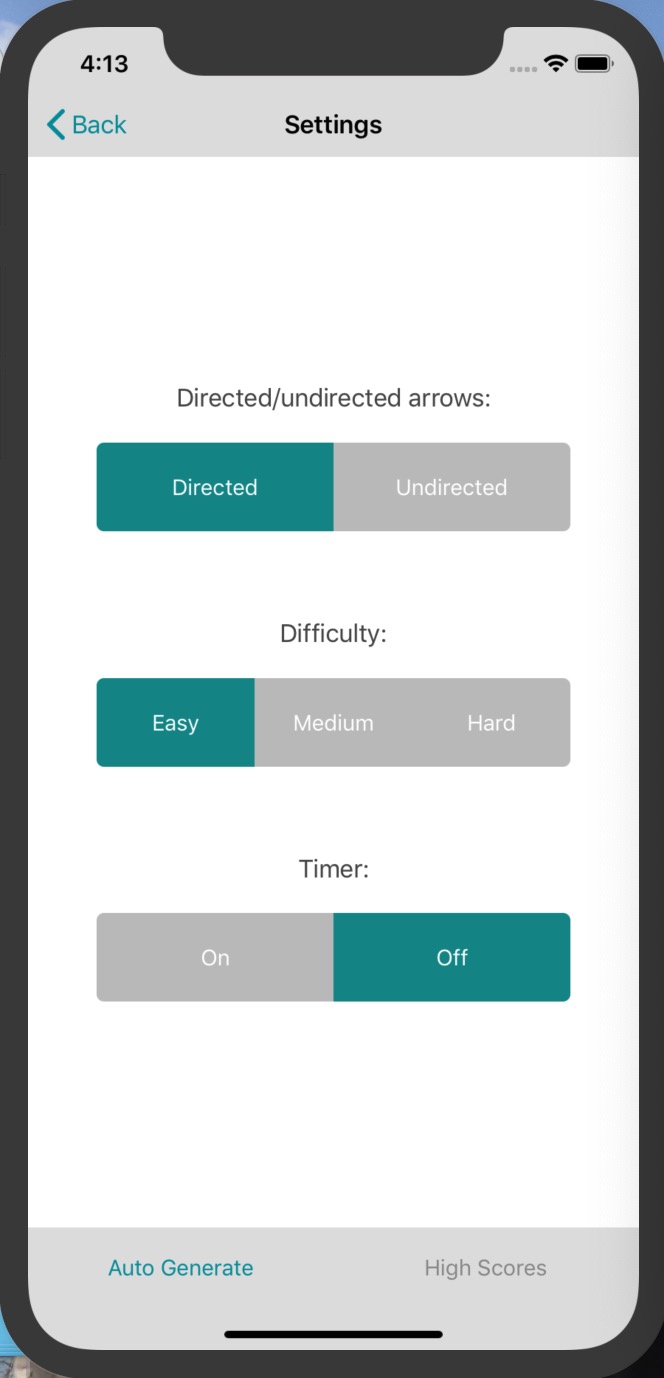 4:13
Back
Settings
Directed/undirected arrows:
Directed
Undirected
Difficulty:
Easy
Medium
Hard
Timer:
On
Off
Auto Generate
High Scores